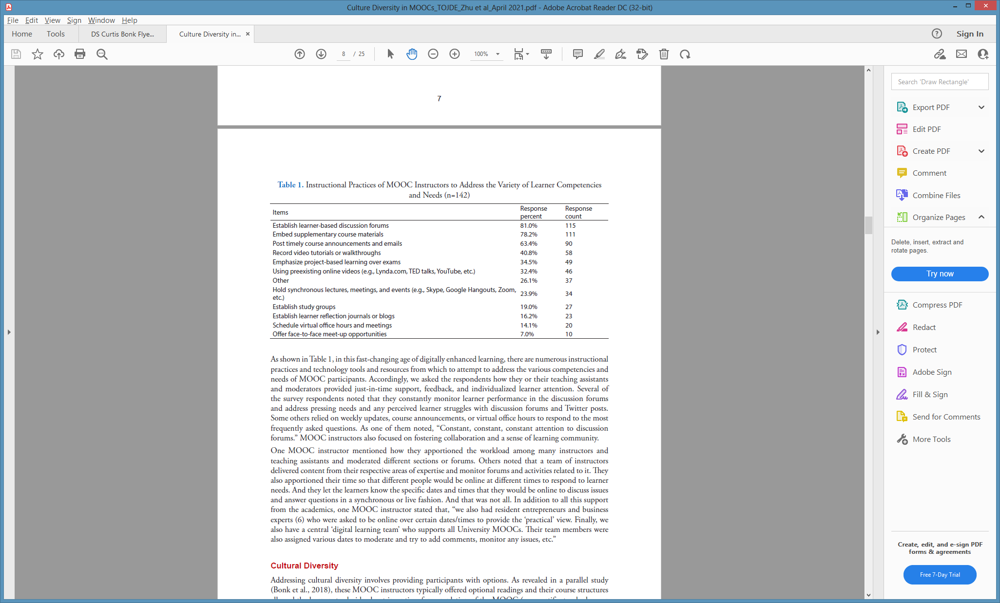 Culture Diversity in MOOCs_TOJDE_Zhu et al_April 2021.pdf - Adobe Acrobat Reader DC (32-bit)
File Edit View Sign Window Help
Home Tools DS Curtis Bonk Flye... Culture Diversity in... × Sign In
8 / 25 100%
7
Table 1. Instructional Practices of MOOC Instructors to Address the Variety of Learner Competencies
and Needs (n=142)
Items Response percent Response count
Establish learner-based discussion forums 81.0% 115
Embed supplementary course materials 78.2% 111
Post timely course announcements and emails 63.4% 90
Record video tutorials or walkthroughs 40.8% 58
Emphasize project-based learning over exams 34.5% 49
Using preexisting online videos (e.g., Lynda.com, TED talks, YouTube, etc.) 32.4% 46
Other 26.1% 37
Hold synchronous lectures, meetings, and events (e.g., Skype, Google Hangouts, Zoom,
etc.) 23.9% 34
Establish study groups 19.0% 27
Establish learner reflection journals or blogs 16.2% 23
Schedule virtual office hours and meetings 14.1% 20
Offer face-to-face meet-up opportunities 7.0% 10
As shown in Table 1, in this fast-changing age of digitally enhanced learning, there are numerous instructional
practices and technology tools and resources from which to attempt to address the various competencies and
needs of MOOC participants. Accordingly, we asked the respondents how they or their teaching assistants
and moderators provided just-in-time support, feedback, and individualized learner attention. Several of
the survey respondents noted that they constantly monitor learner performance in the discussion forums
and address pressing needs and any perceived learner struggles with discussion forums and Twitter posts.
Some others relied on weekly updates, course announcements, or virtual office hours to respond to the most
frequently asked questions. As one of them noted, “Constant, constant, constant attention to discussion
forums.” MOOC instructors also focused on fostering collaboration and a sense of learning community.
One MOOC instructor mentioned how they apportioned the workload among many instructors and
teaching assistants and moderated different sections or forums. Others noted that a team of instructors
delivered content from their respective areas of expertise and monitor forums and activities related to it. They
also apportioned their time so that different people would be online at different times to respond to learner
needs. And they let the learners know the specific dates and times that they would be online to discuss issues
and answer questions in a synchronous or live fashion. And that was not all. In addition to all this support
from the academics, one MOOC instructor stated that, “we also had resident entrepreneurs and business
experts (6) who were asked to be online over certain dates/times to provide the ‘practical’ view. Finally, we
also have a central ‘digital learning team’ who supports all University MOOCs. Their team members were
also assigned various dates to moderate and try to add comments, monitor any issues, etc.”
Cultural Diversity
Addressing cultural diversity involves providing participants with options. As revealed in a parallel study
(Bonk et al., 2018), these MOOC instructors typically offered optional readings and their course structures
Search 'Draw Rectangle'
Export PDF
Edit PDF
Create PDF
Comment
Combine Files
Organize Pages
Delete, insert, extract and
rotate pages.
Try now
Compress PDF
Redact
Protect
Adobe Sign
Fill & Sign
Send for Comments
More Tools
Create, edit, and e-sign PDF
forms & agreements
Free 7-Day Trial